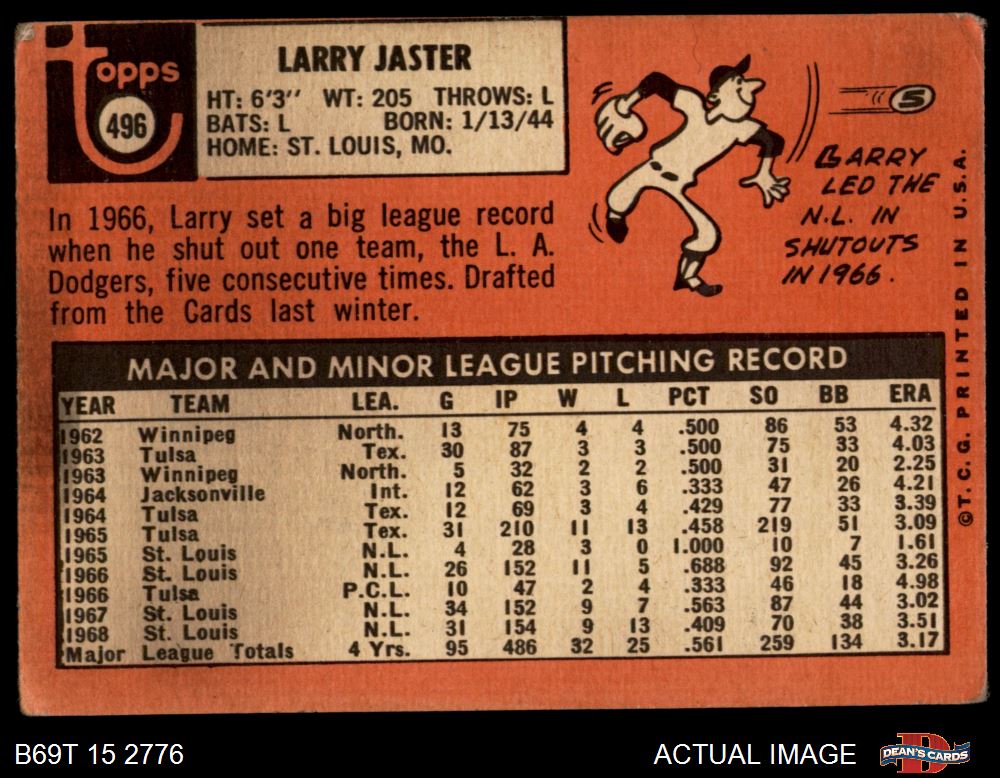 topps
496
LARRY JASTER
HT: 6'3" WT: 205 THROWS: L
BATS: L BORN: 1/13/44
HOME: ST. LOUIS, MO.
In 1966, Larry set a big league record
when he shut out one team, the L. A.
Dodgers, five consecutive times. Drafted
from the Cards last winter.
S
LARRY
LED THE
N.L. IN
SHUTOUTS
IN 1966.
©T. C. G. PRINTED IN U.S.A.
MAJOR AND MINOR LEAGUE PITCHING RECORD
YEAR TEAM LEA. G IP W L PCT SO BB ERA
1962 Winnipeg North. 13 75 4 4 .500 86 53 4.32
1963 Tulsa Tex. 30 87 3 3 .500 75 33 4.03
1963 Winnipeg North. 5 32 2 2 .500 31 20 2.25
1964 Jacksonville Int. 12 62 3 6 .333 47 26 4.21
1964 Tulsa Tex. 12 69 3 4 .429 77 33 3.39
1965 Tulsa Tex. 31 210 11 13 .458 219 51 3.09
1965 St. Louis N.L. 4 28 3 0 1.000 10 7 1.61
1966 St. Louis N.L. 26 152 11 5 .688 92 45 3.26
1966 Tulsa P.C.L. 10 47 2 4 .333 46 18 4.98
1967 St. Louis N.L. 34 152 9 7 .563 87 44 3.02
1968 St. Louis N.L. 31 154 9 13 .409 70 38 3.51
Major League Totals 4 Yrs. 95 486 32 25 .561 259 134 3.17
B69T 15 2776
ACTUAL IMAGE
D
DEAN'S CARDS